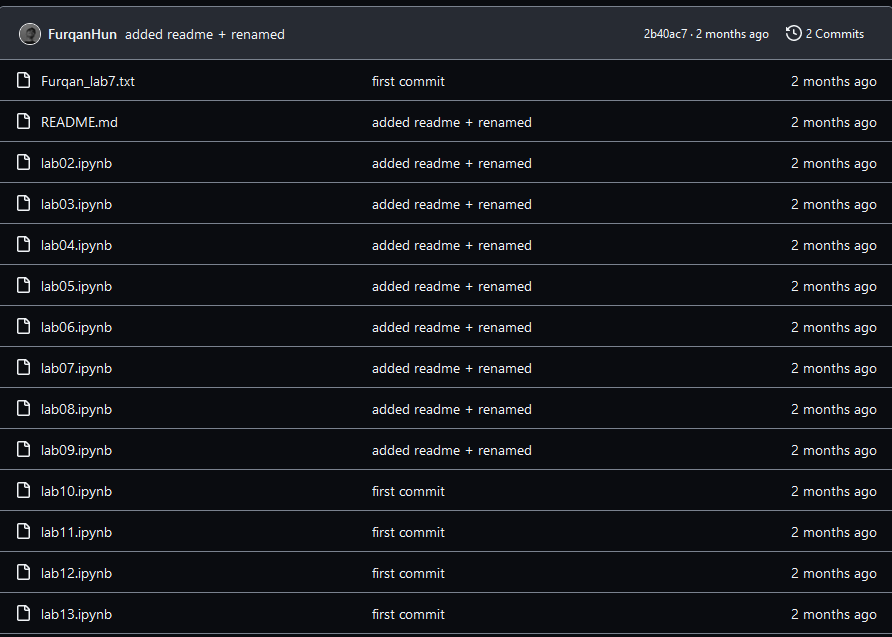 FurqanHun added readme + renamed 2b40ac7 · 2 months ago 2 Commits
Furqan_lab7.txt first commit 2 months ago
README.md added readme + renamed 2 months ago
lab02.ipynb added readme + renamed 2 months ago
lab03.ipynb added readme + renamed 2 months ago
lab04.ipynb added readme + renamed 2 months ago
lab05.ipynb added readme + renamed 2 months ago
lab06.ipynb added readme + renamed 2 months ago
lab07.ipynb added readme + renamed 2 months ago
lab08.ipynb added readme + renamed 2 months ago
lab09.ipynb added readme + renamed 2 months ago
lab10.ipynb first commit 2 months ago
lab11.ipynb first commit 2 months ago
lab12.ipynb first commit 2 months ago
lab13.ipynb first commit 2 months ago